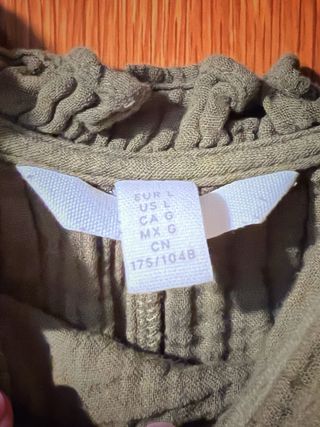 EUR L
US L
CA G
MX G
CN
175/104B